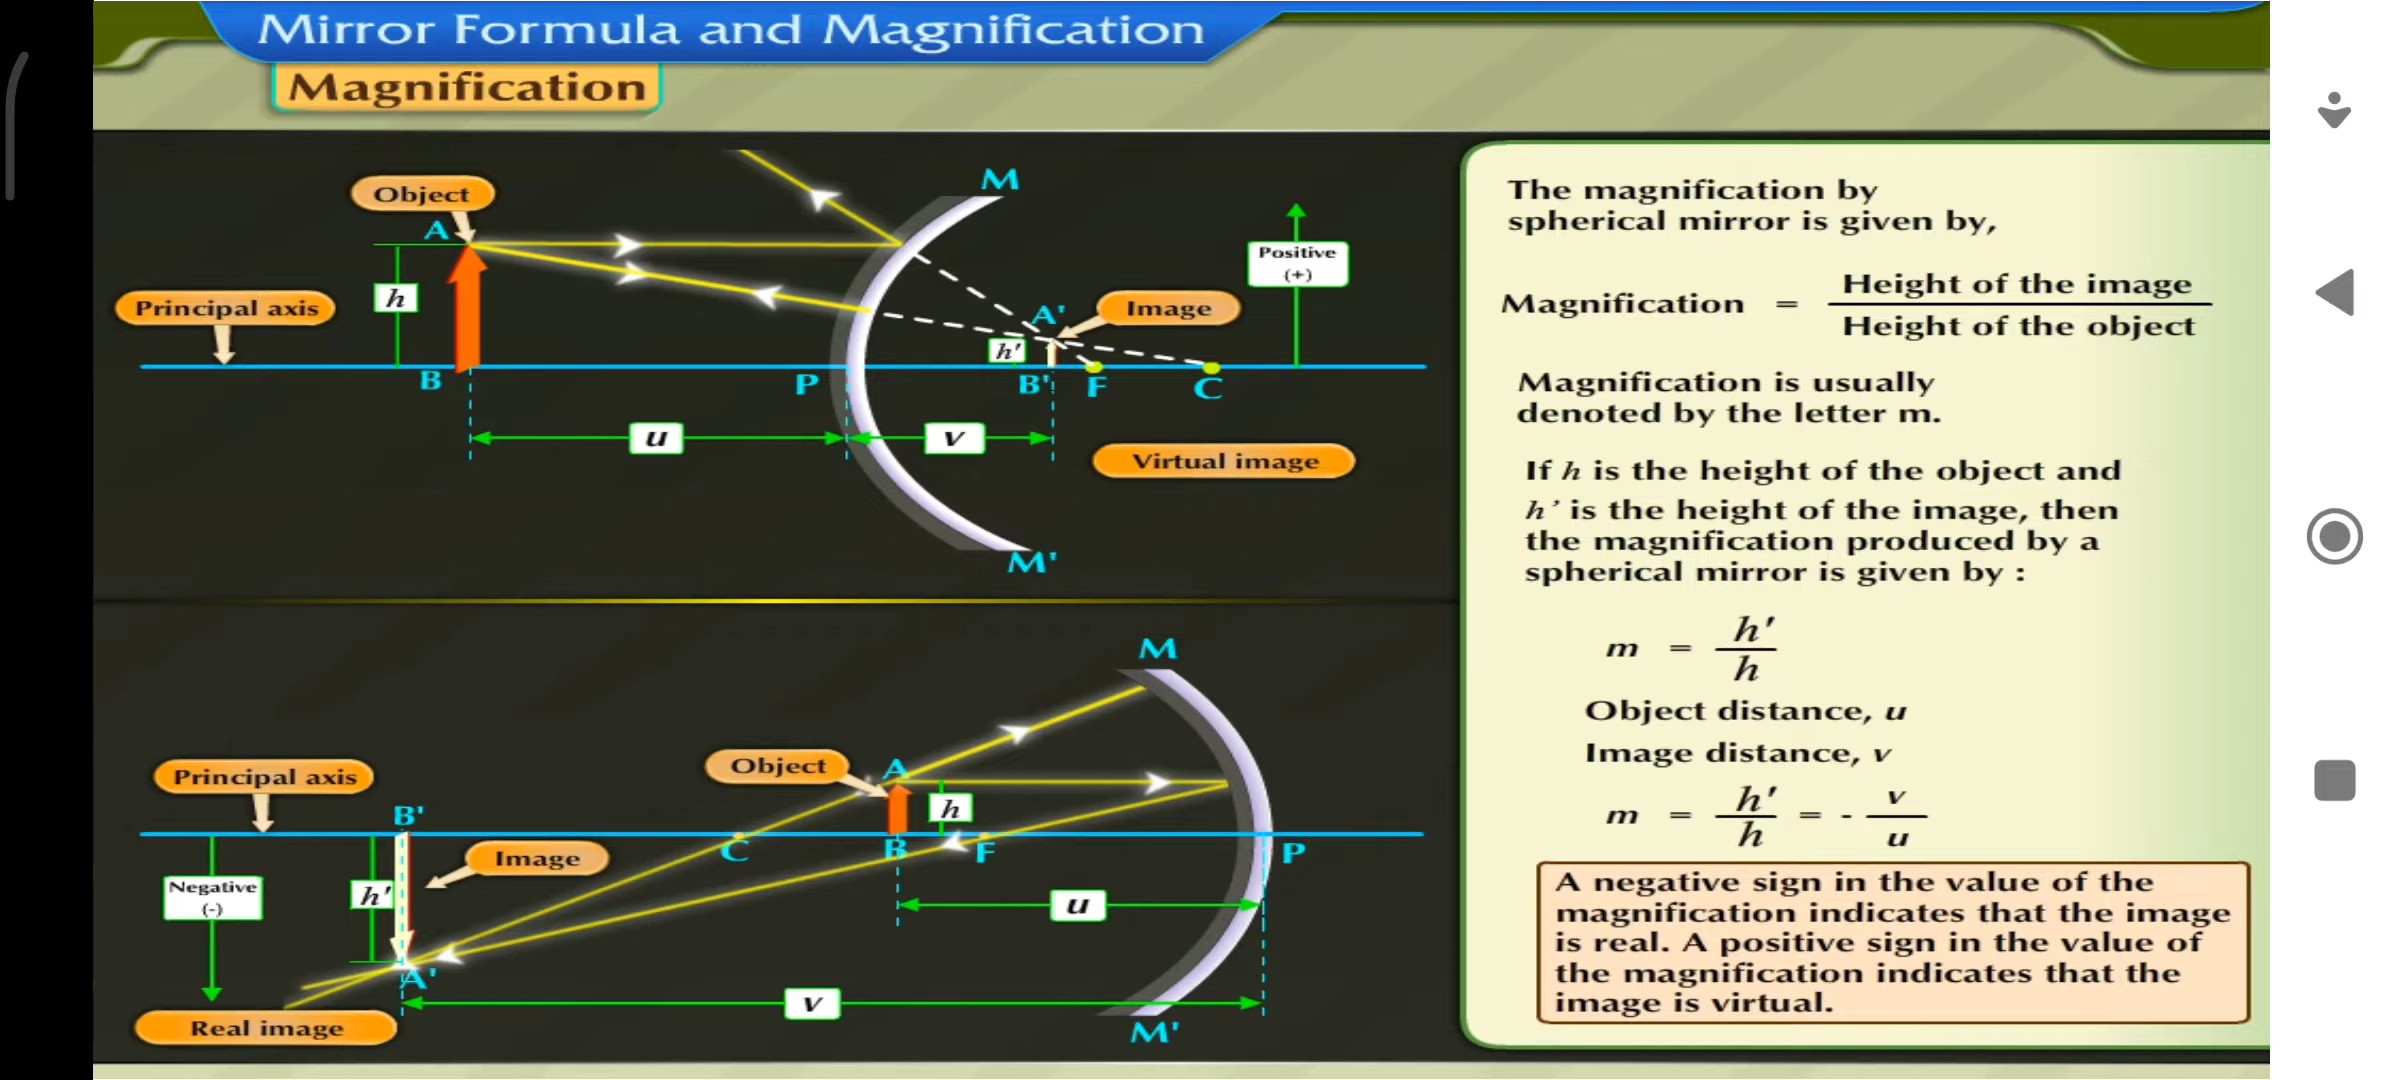 Mirror Formula and Magnification
Magnification
Object
A
M
h
Principal axis
Positive
(+)
A'
Image
h'
B
P
B'
F
C
u
v
Virtual image
M'
M
Principal axis
Object
A
B'
h
Image
C
B
F
P
Negative
(-)
h'
u
A'
v
Real image
M'
The magnification by
spherical mirror is given by,
Magnification = Height of the image
Height of the object
Magnification is usually
denoted by the letter m.
If h is the height of the object and
h' is the height of the image, then
the magnification produced by a
spherical mirror is given by :
m = h'
h
Object distance, u
Image distance, v
m = h' = - v
h u
A negative sign in the value of the
magnification indicates that the image
is real. A positive sign in the value of
the magnification indicates that the
image is virtual.